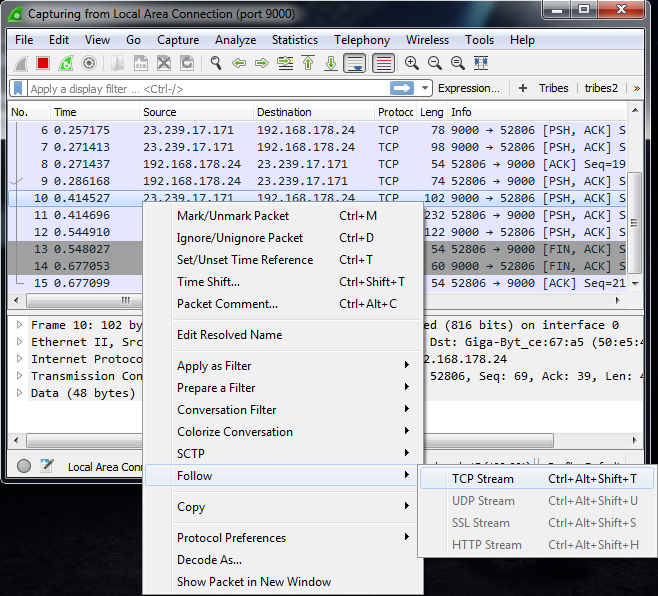 Capturing from Local Area Connection (port 9000)
File Edit View Go Capture Analyze Statistics Telephony Wireless Tools Help
Apply a display filter ... <Ctrl-/> Expression... + Tribes tribes2 »
No. Time Source Destination Protocc Leng Info
6 0.257175 23.239.17.171 192.168.178.24 TCP 78 9000 → 52806 [PSH, ACK] S
7 0.271413 23.239.17.171 192.168.178.24 TCP 98 9000 → 52806 [PSH, ACK] S
8 0.271437 192.168.178.24 23.239.17.171 TCP 54 52806 → 9000 [ACK] Seq=19
9 0.286168 192.168.178.24 23.239.17.171 TCP 74 52806 → 9000 [PSH, ACK] S
10 0.414527 23.239.17.171 192.168.178.24 TCP 102 9000 → 52806 [PSH, ACK] S
11 0.414696 232 52806 → 9000 [PSH, ACK] S
12 0.544910 122 9000 → 52806 [PSH, ACK] S
13 0.548027 54 52806 → 9000 [FIN, ACK] S
14 0.677053 60 9000 → 52806 [FIN, ACK] S
15 0.677099 54 52806 → 9000 [ACK] Seq=21
Mark/Unmark Packet Ctrl+M
Ignore/Unignore Packet Ctrl+D
Set/Unset Time Reference Ctrl+T
Time Shift... Ctrl+Shift+T
Packet Comment... Ctrl+Alt+C
Edit Resolved Name
Apply as Filter
Prepare a Filter
Conversation Filter
Colorize Conversation
SCTP
Follow
Copy
Protocol Preferences
Decode As...
Show Packet in New Window
Frame 10: 102 by ed (816 bits) on interface 0
Ethernet II, Src Dst: Giga-Byt_ce:67:a5 (50:e5:4
Internet Protoco 2.168.178.24
Transmission Con 52806, Seq: 69, Ack: 39, Len: 4
Data (48 bytes)
Local Area Conn
TCP Stream Ctrl+Alt+Shift+T
UDP Stream Ctrl+Alt+Shift+U
SSL Stream Ctrl+Alt+Shift+S
HTTP Stream Ctrl+Alt+Shift+H